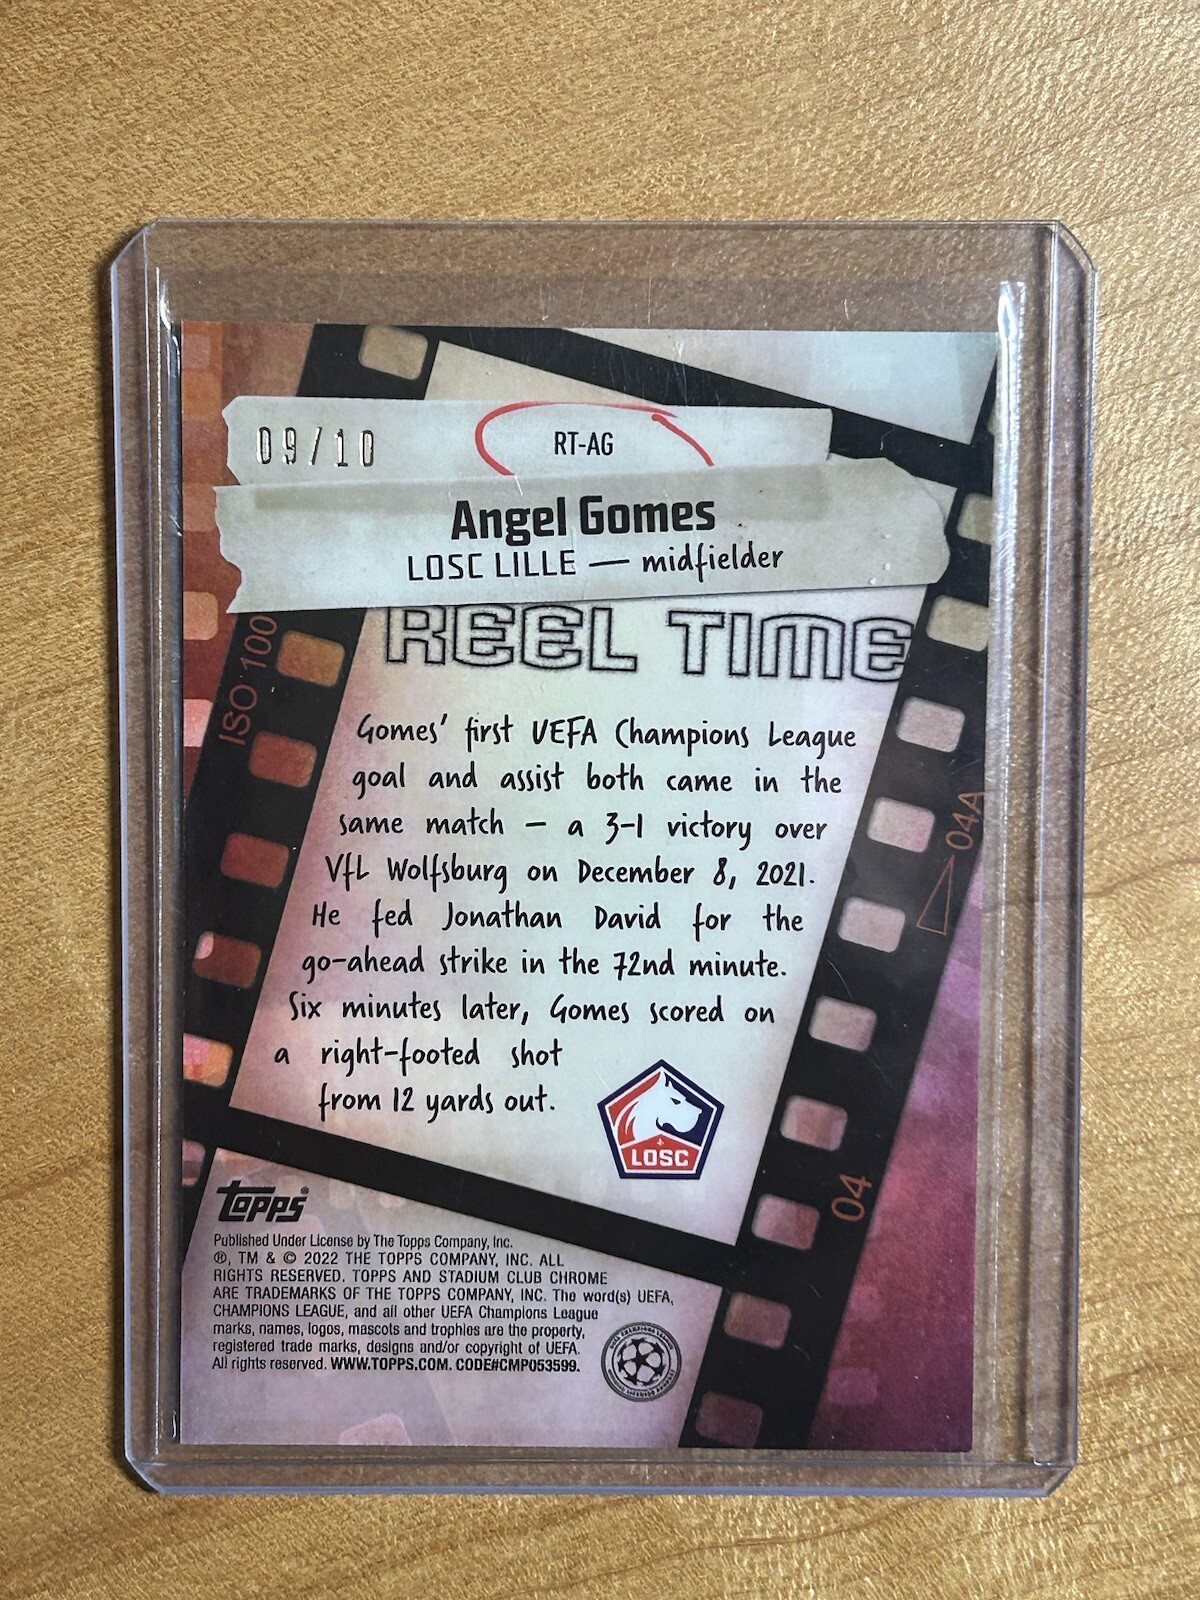 09/10
RT-AG
Angel Gomes
LOSC LILLE — midfielder
REEL TIME
ISO 100
Gomes' first UEFA Champions League
goal and assist both came in the
same match – a 3-1 victory over
VfL Wolfsburg on December 8, 2021.
He fed Jonathan David for the
go-ahead strike in the 72nd minute.
Six minutes later, Gomes scored on
a right-footed shot
from 12 yards out.
04A
04
LOSC
TOPPS®
Published Under License by The Topps Company, Inc.
®, TM & © 2022 THE TOPPS COMPANY, INC. ALL
RIGHTS RESERVED. TOPPS AND STADIUM CLUB CHROME
ARE TRADEMARKS OF THE TOPPS COMPANY, INC. The word(s) UEFA,
CHAMPIONS LEAGUE, and all other UEFA Champions League
marks, names, logos, mascots and trophies are the property,
registered trade marks, designs and/or copyright of UEFA.
All rights reserved. WWW.TOPPS.COM. CODE#CMP053599.